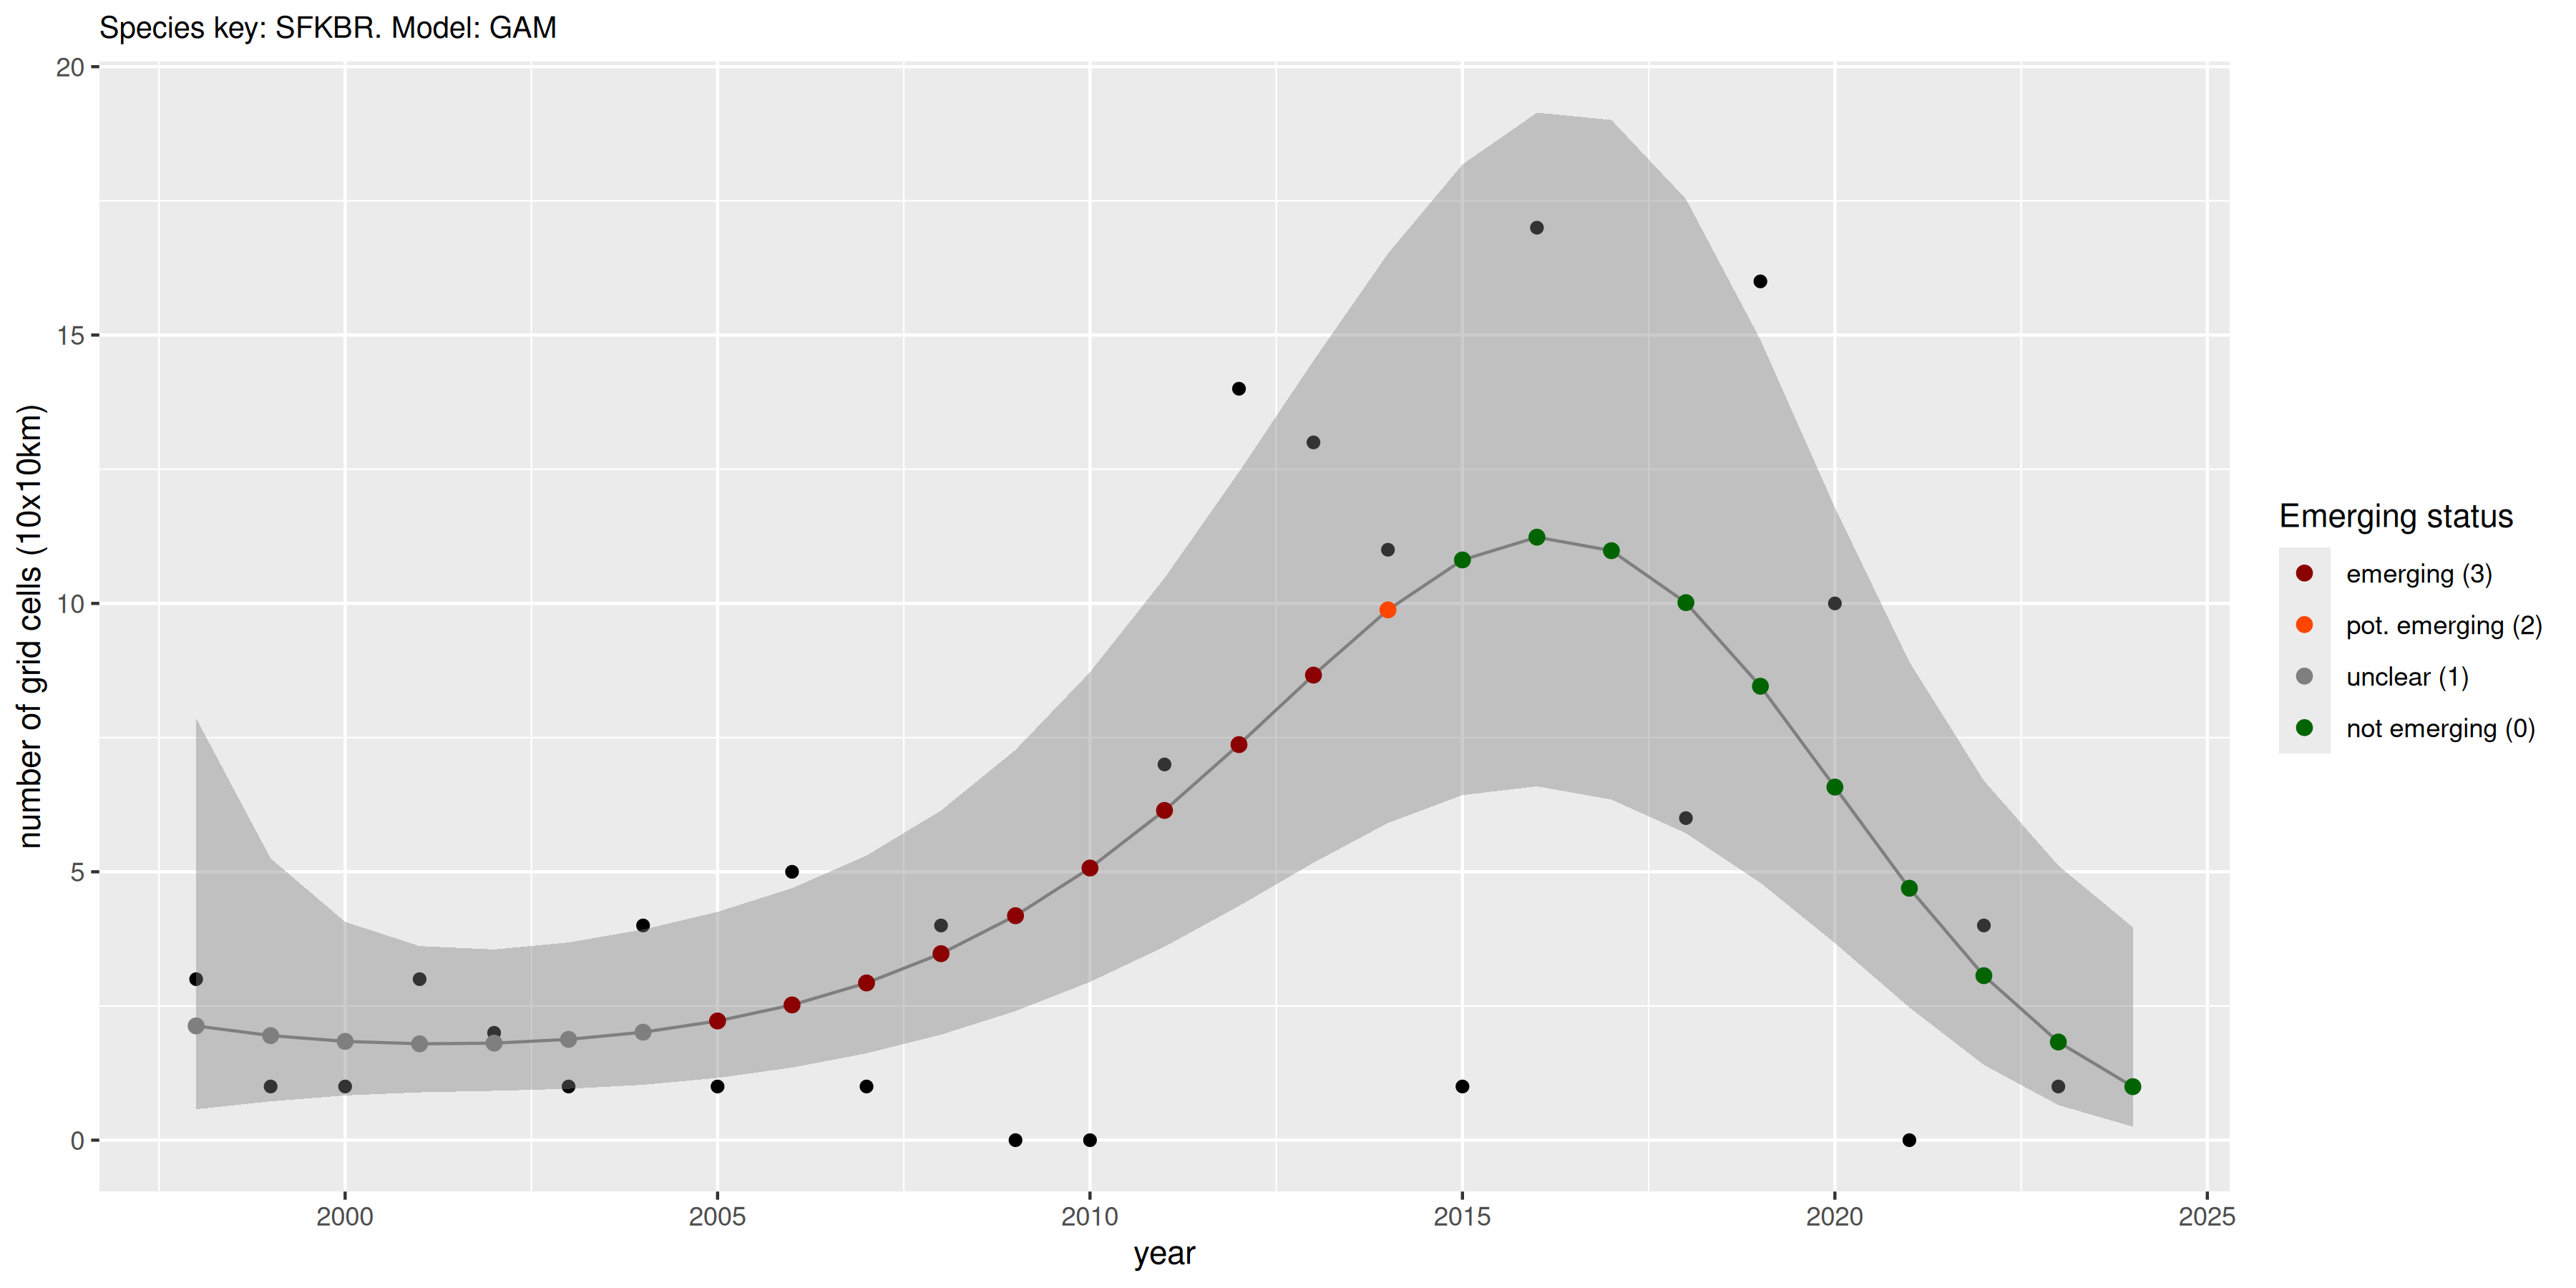 Species key: SFKBR. Model: GAM
20
15
10
5
0
number of grid cells (10x10km)
2000
2005
2010
2015
2020
2025
year
Emerging status
emerging (3)
pot. emerging (2)
unclear (1)
not emerging (0)